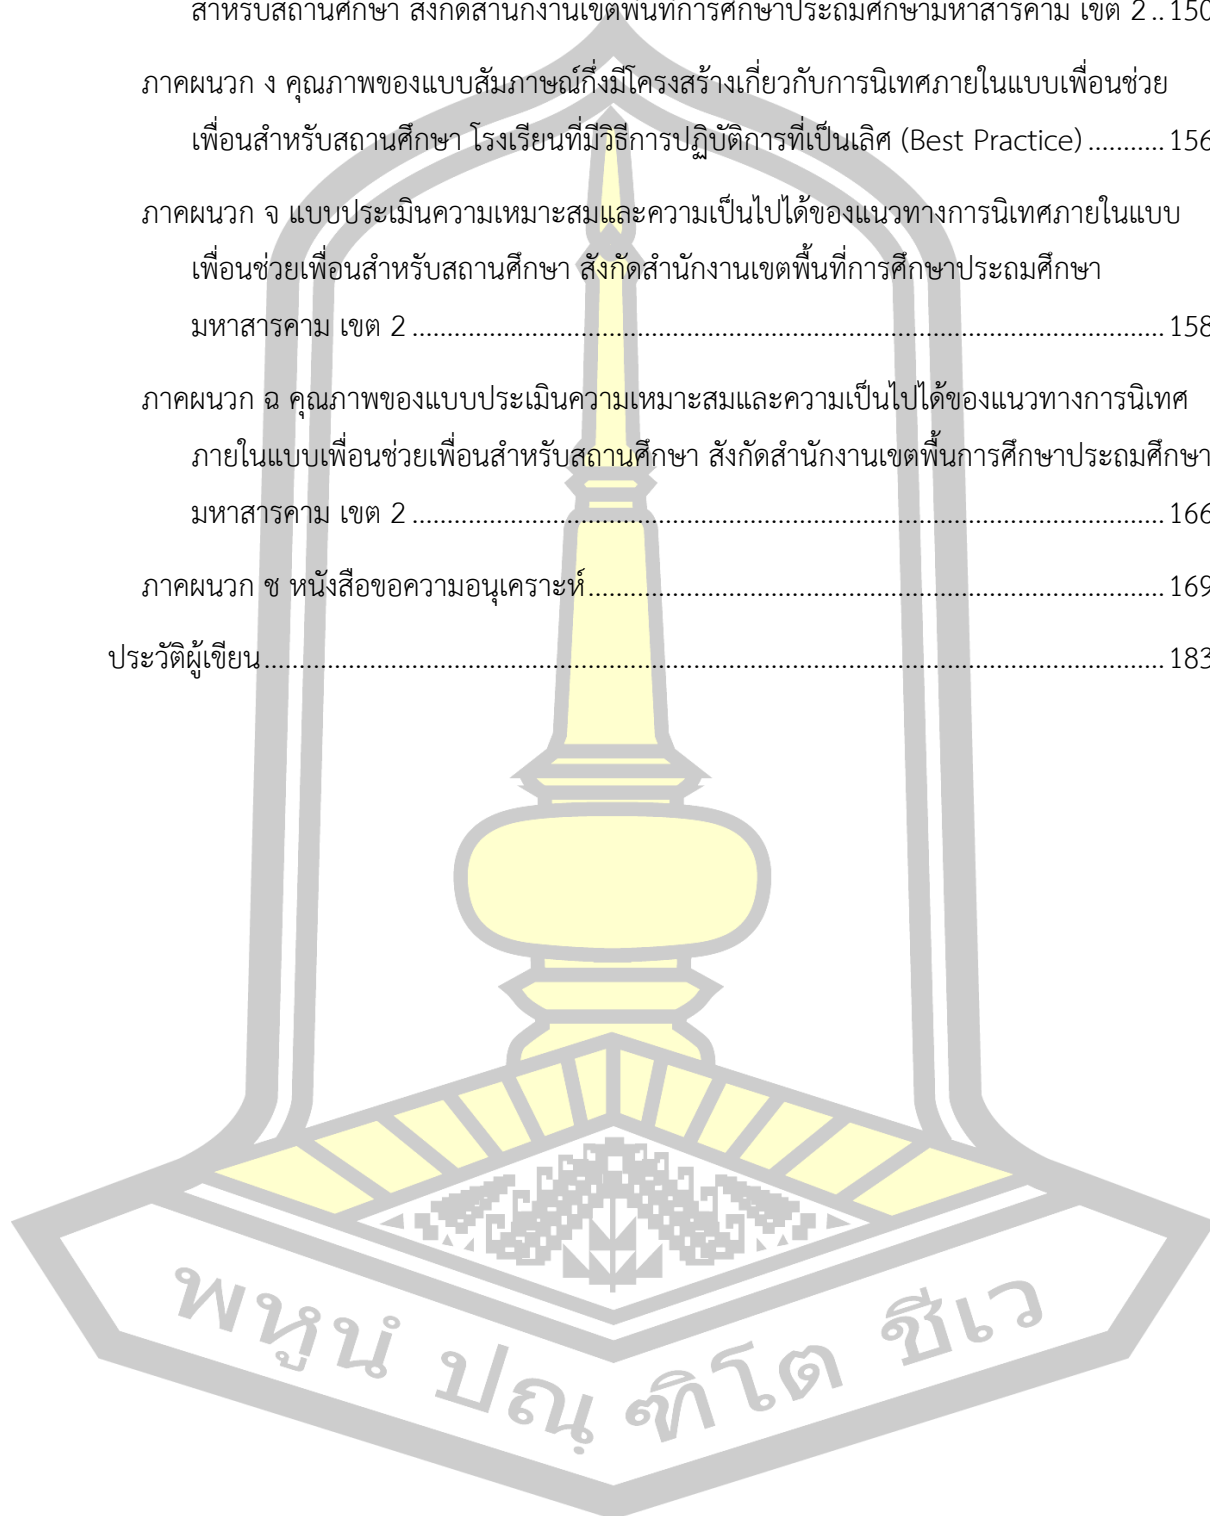 สำหรับสถานศึกษา สังกัดสำนักงานเขตพื้นที่การศึกษาประถมศึกษามหาสารคาม เขต 2 .. 150
ภาคผนวก ง คุณภาพของแบบสัมภาษณ์กึ่งมีโครงสร้างเกี่ยวกับการนิเทศภายในแบบเพื่อนช่วย
เพื่อนสำหรับสถานศึกษา โรงเรียนที่มีวิธีการปฏิบัติการที่เป็นเลิศ (Best Practice) ........... 156
ภาคผนวก จ แบบประเมินความเหมาะสมและความเป็นไปได้ของแนวทางการนิเทศภายในแบบ
เพื่อนช่วยเพื่อนสำหรับสถานศึกษา สังกัดสำนักงานเขตพื้นที่การศึกษาประถมศึกษา
มหาสารคาม เขต 2 ........................................................................................................... 158
ภาคผนวก ฉ คุณภาพของแบบประเมินความเหมาะสมและความเป็นไปได้ของแนวทางการนิเทศ
ภายในแบบเพื่อนช่วยเพื่อนสำหรับสถานศึกษา สังกัดสำนักงานเขตพื้นการศึกษาประถมศึกษา
มหาสารคาม เขต 2 ........................................................................................................... 166
ภาคผนวก ช หนังสือขอความอนุเคราะห์.................................................................................. 169
ประวัติผู้เขียน ................................................................................................................................ 183
พหูนํ ปณฺ ฑิโต ชีเว